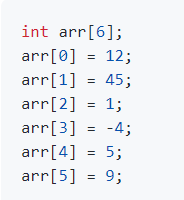 int arr[6];
arr[0] = 12;
arr[1] = 45;
arr[2] = 1;
arr[3] = -4;
arr[4] = 5;
arr[5] = 9;